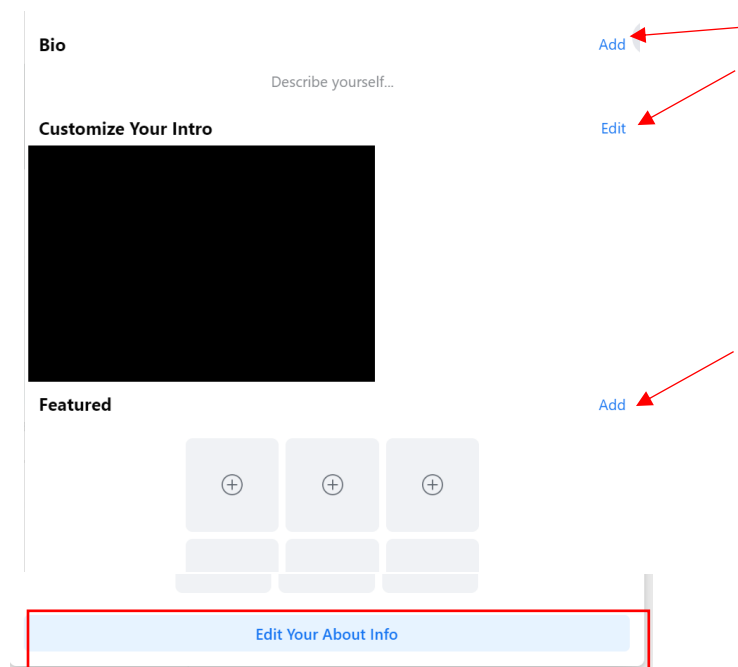 Bio
Add
Describe yourself...
Customize Your Intro
Edit
Featured
Add
Edit Your About Info